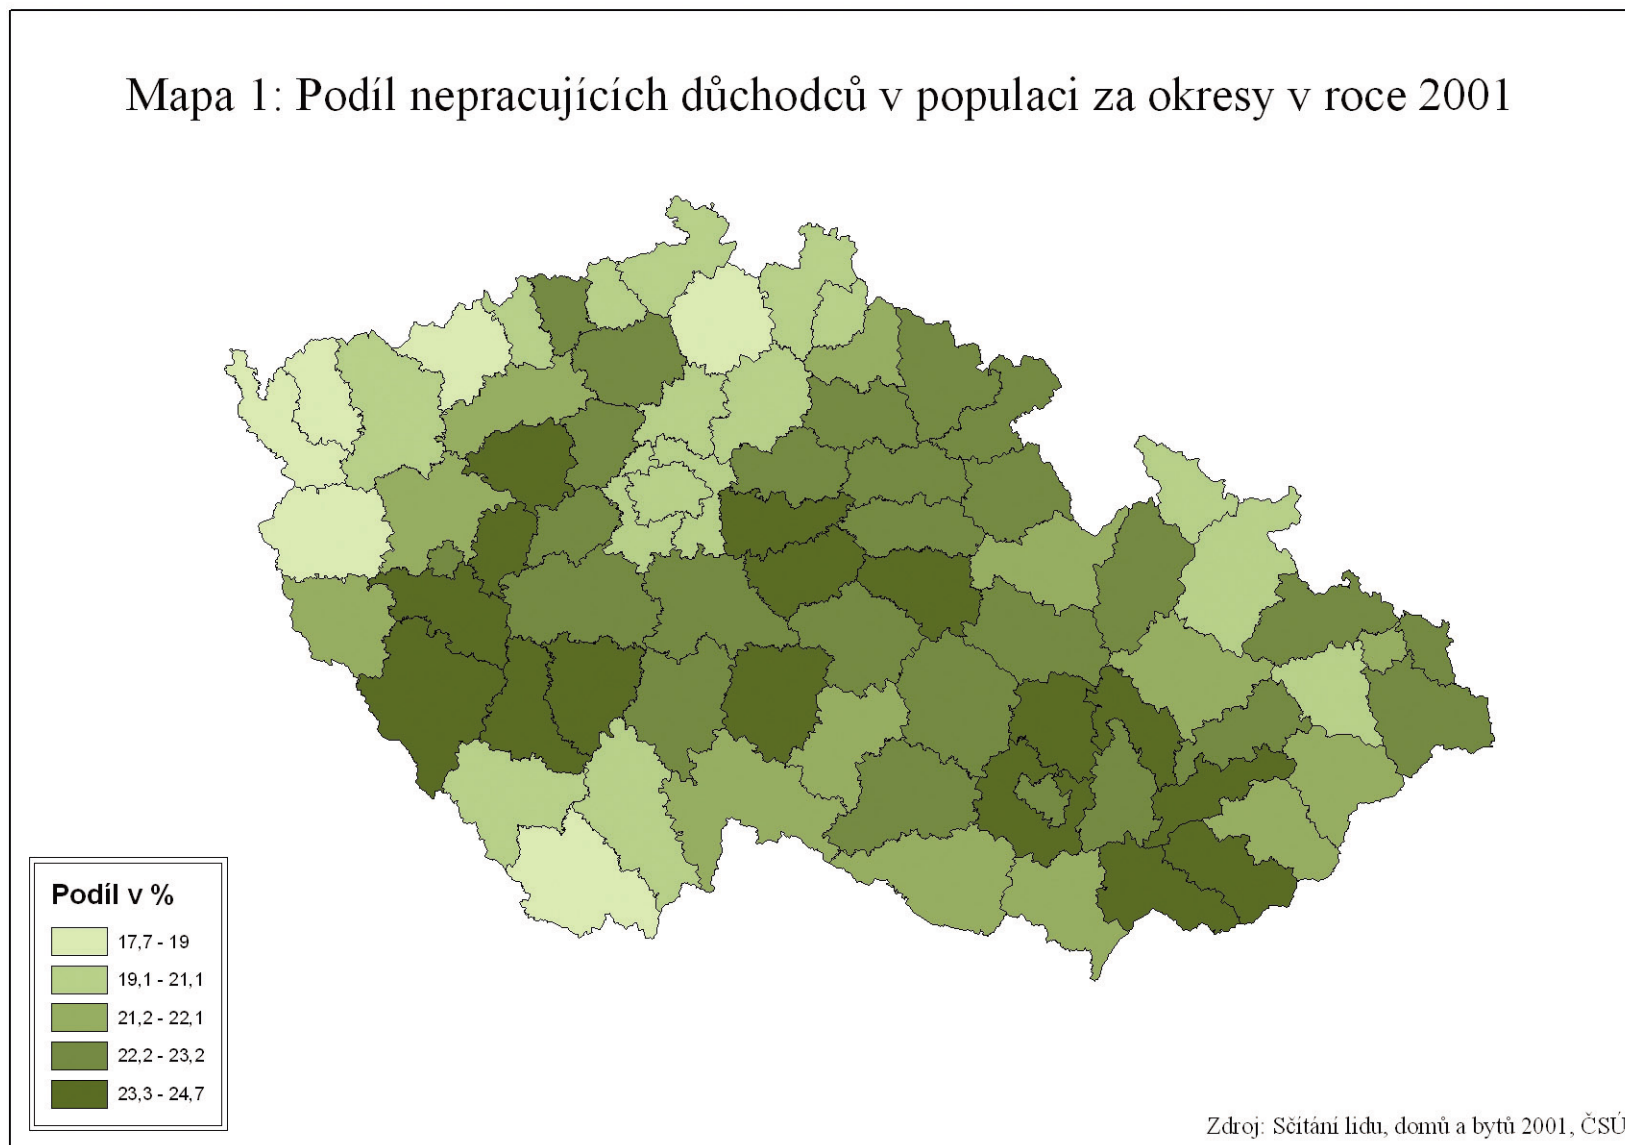 Mapa 1: Podíl nepracujících důchodců v populaci za okresy v roce 2001
Podíl v %
17,7 - 19
19,1 - 21,1
21,2 - 22,1
22,2 - 23,2
23,3 - 24,7
Zdroj: Sčítání lidu, domů a bytů 2001, ČSÚ